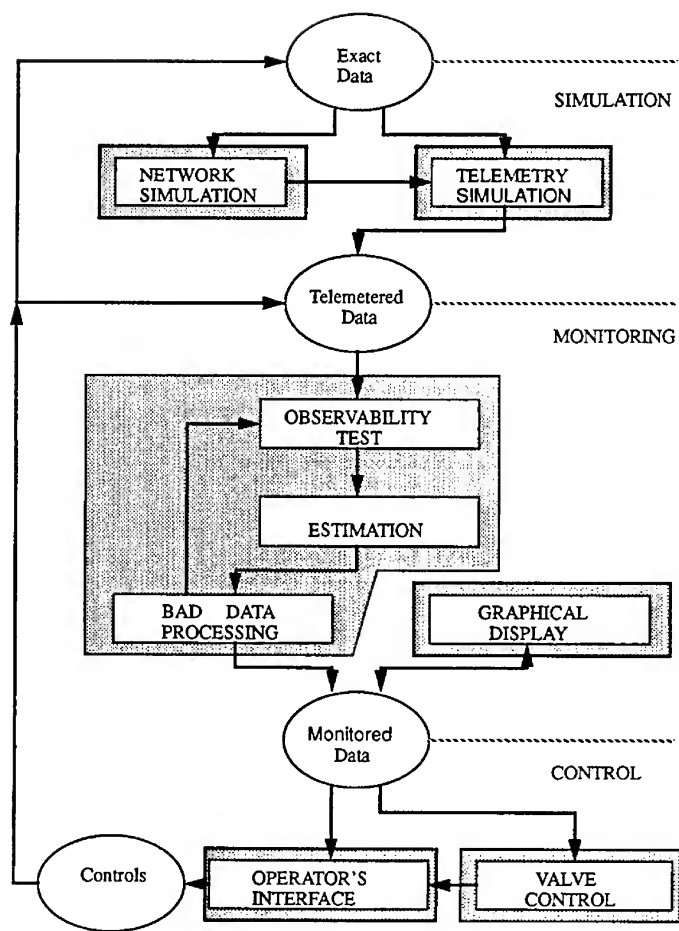 Exact
Data
SIMULATION
NETWORK
SIMULATION
TELEMETRY
SIMULATION
Telemetered
Data
MONITORING
OBSERVABILITY
TEST
ESTIMATION
BAD DATA
PROCESSING
GRAPHICAL
DISPLAY
Monitored
Data
CONTROL
Controls
OPERATOR'S
INTERFACE
VALVE
CONTROL